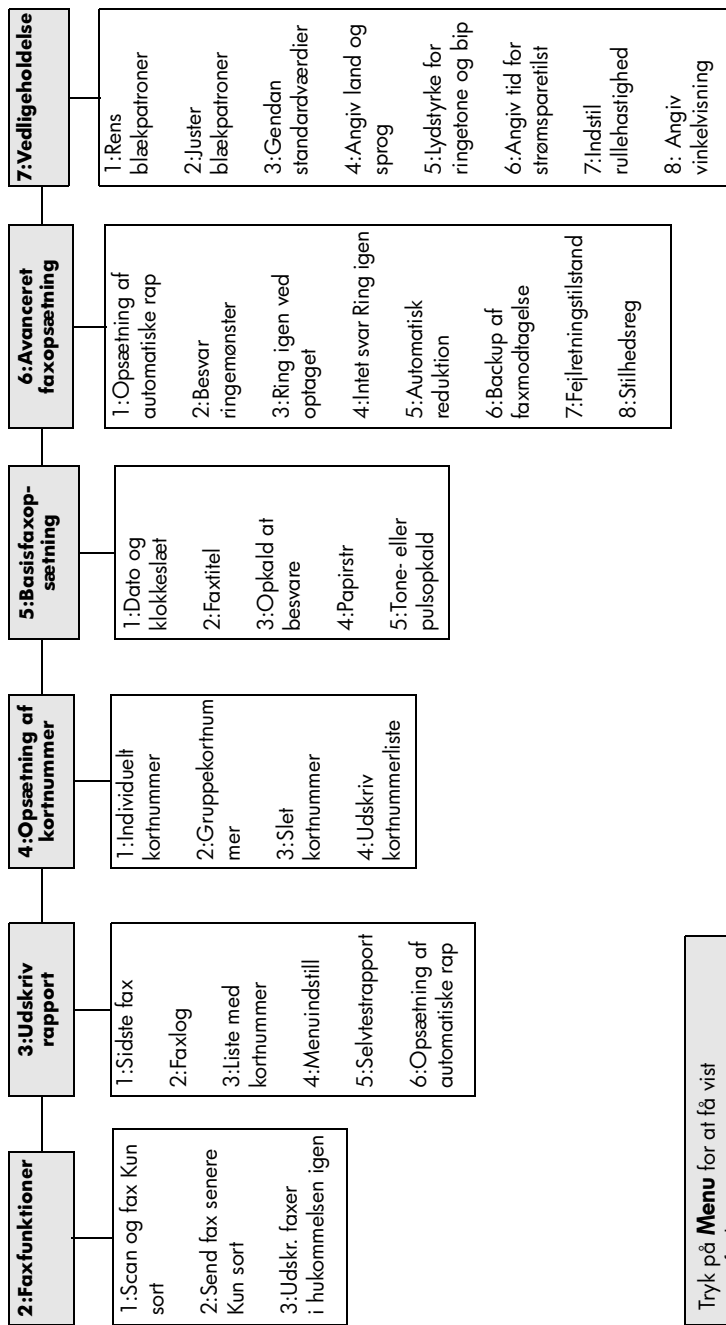 2:Faxfunktioner
1:Scan og fax Kun
sort
2:Send fax senere
Kun sort
3:Udskr. faxer
i hukommelsen igen
3:Udskriv
rapport
1:Sidste fax
2:Faxlog
3:Liste med
kortnummer
4:Menuindstill
5:Selvtestrapport
6:Opsætning af
automatiske rap
4:Opsætning af
kortnummer
1:Individuelt
kortnummer
2:Gruppekortnum
mer
3:Slet
kortnummer
4:Udskriv
kortnummerliste
5:Basisfaxop-
sætning
1:Dato og
klokkeslæt
2:Faxtitel
3:Opkald at
besvare
4:Papirstr
5:Tone- eller
pulsopkald
6:Avanceret
faxopsætning
1:Opsætning af
automatiske rap
2:Besvar
ringemønster
3:Ring igen ved
optaget
4:Intet svar Ring igen
5:Automatisk
reduktion
6:Backup af
faxmodtagelse
7:Fejlretningstilstand
8:Stilhedsreg
7:Vedligeholdelse
1:Rens
blækpatroner
2:Juster
blækpatroner
3:Gendan
standardværdier
4:Angiv land og
sprog
5:Lydstyrke for
ringetone og bip
6:Angiv tid for
strømsparetilst
7:Indstil
rullehastighed
8: Angiv
vinkelvisning
Tryk på Menu for at få vist